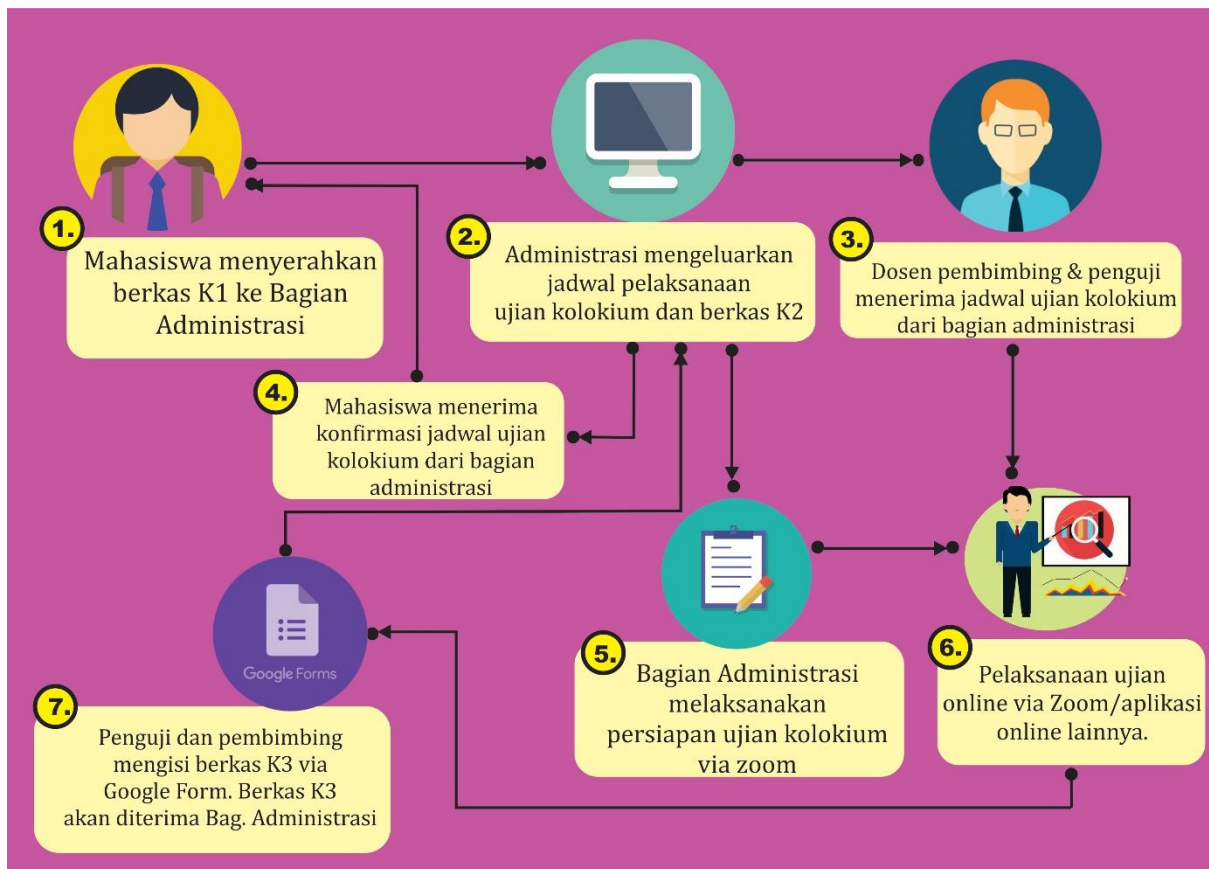 1.
Mahasiswa menyerahkan
berkas K1 ke Bagian
Administrasi
2.
Administrasi mengeluarkan
jadwal pelaksanaan
ujian kolokium dan berkas K2
3.
Dosen pembimbing & penguji
menerima jadwal ujian kolokium
dari bagian administrasi
4.
Mahasiswa menerima
konfirmasi jadwal ujian
kolokium dari bagian
administrasi
5.
Bagian Administrasi
melaksanakan
persiapan ujian kolokium
via zoom
6.
Pelaksanaan ujian
online via Zoom/aplikasi
online lainnya.
Google Forms
7.
Penguji dan pembimbing
mengisi berkas K3 via
Google Form. Berkas K3
akan diterima Bag. Administrasi